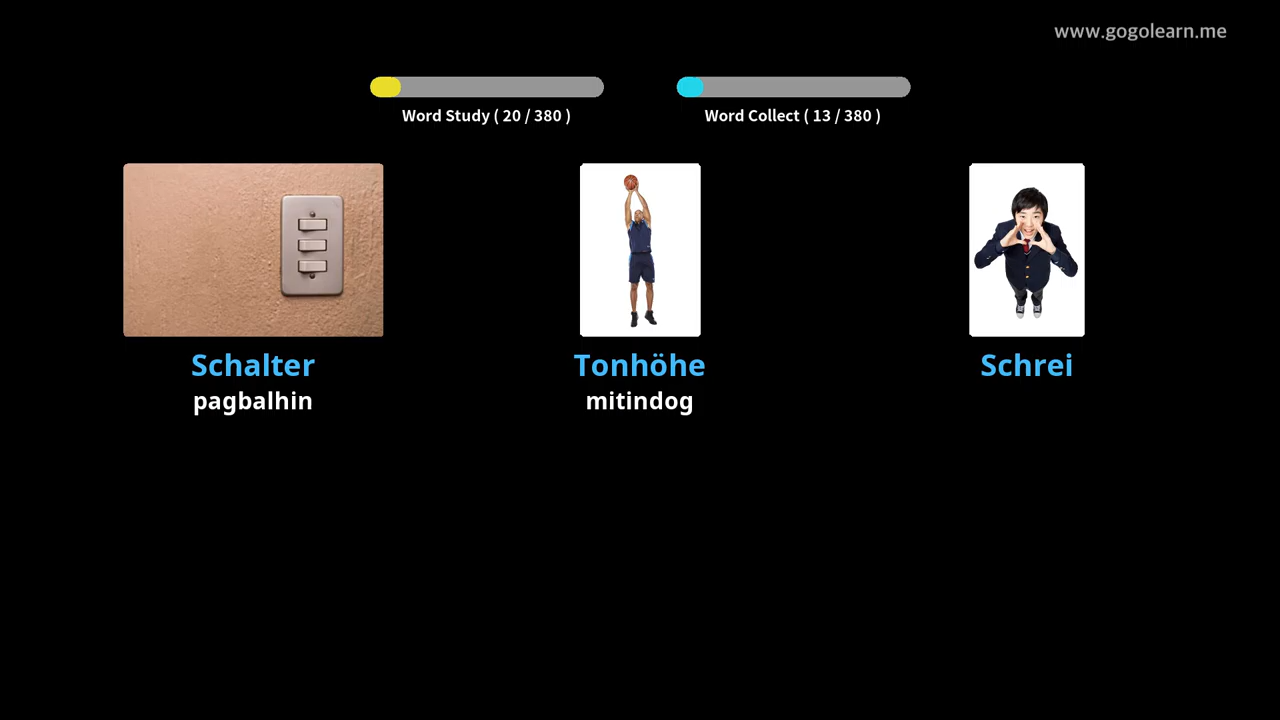 www.gogolearn.me
Word Study ( 20 / 380 )
Word Collect ( 13 / 380 )
Schalter
Tonhöhe
Schrei
pagbalhin
mitindog